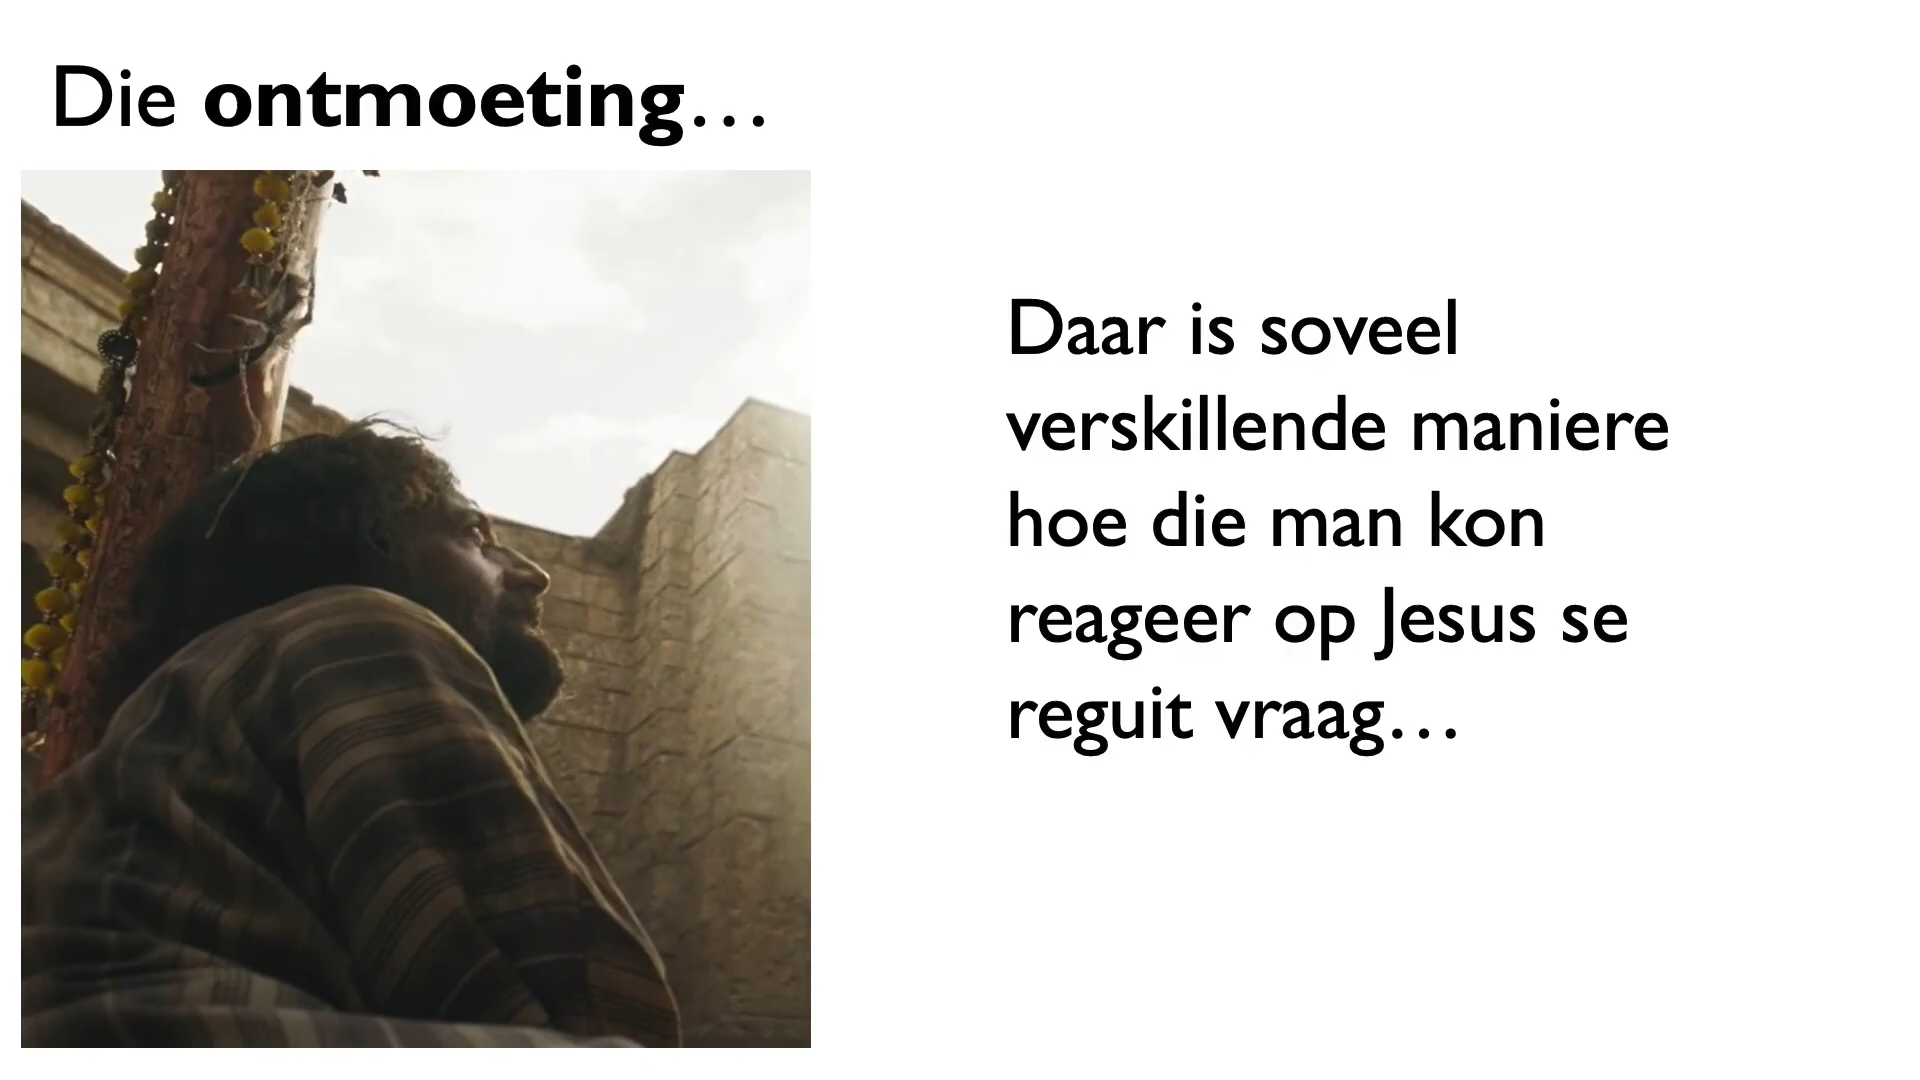 Die ontmoeting…
Daar is soveel
verskillende maniere
hoe die man kon
reageer op Jesus se
reguit vraag…